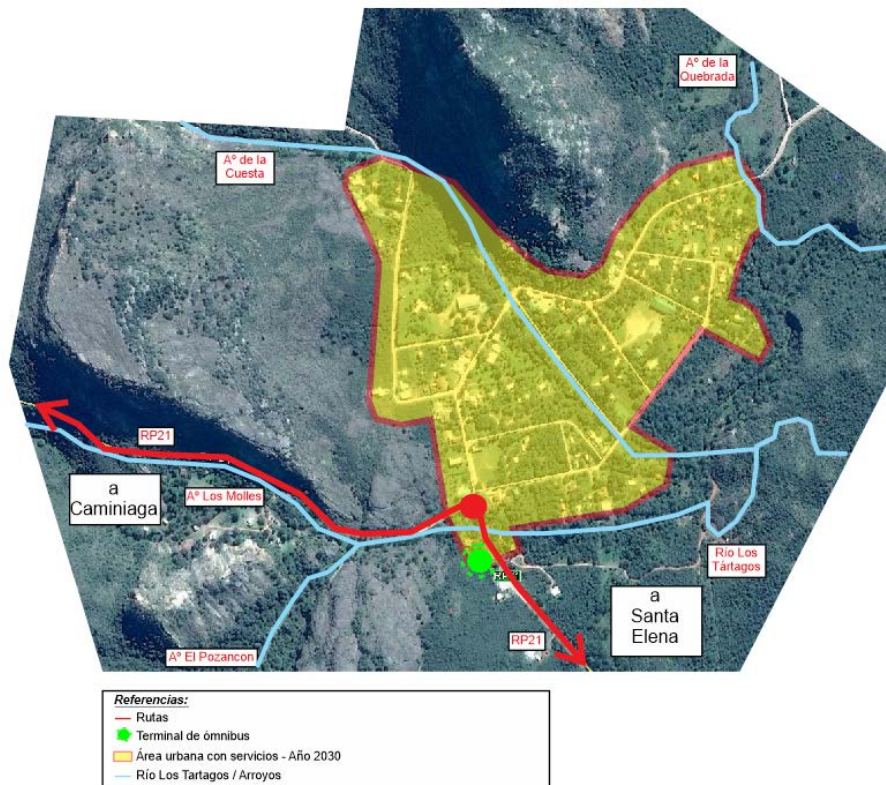 Aº de la
Quebrada
Aº de la
Cuesta
RP21
a
Caminiaga
Aº Los Molles
Río Los
Tártagos
RP21
a
Santa
Elena
RP21
Aº El Pozancon
Referencias:
Rutas
Terminal de ómnibus
Área urbana con servicios - Año 2030
Río Los Tartagos / Arroyos